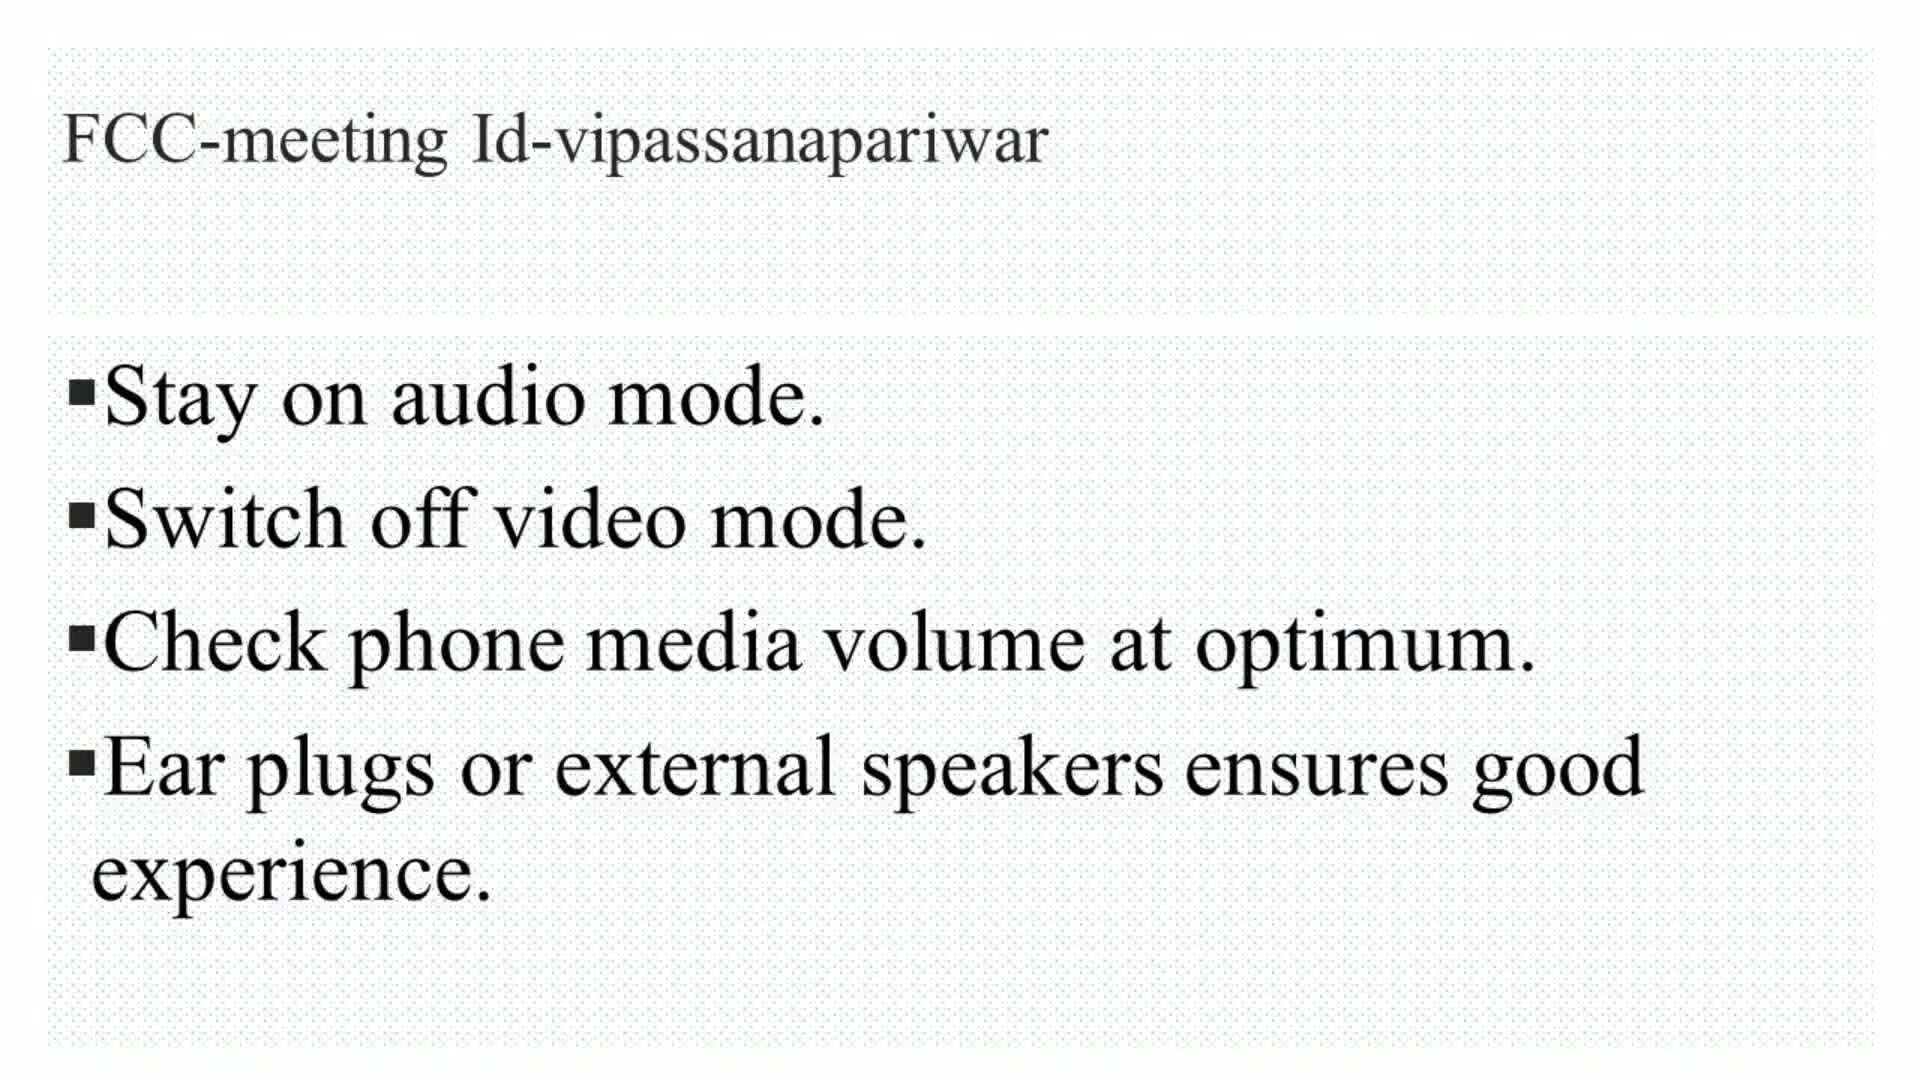 FCC-meeting Id-vipassanapariwar
▪Stay on audio mode.
▪Switch off video mode.
▪Check phone media volume at optimum.
▪Ear plugs or external speakers ensures good
experience.